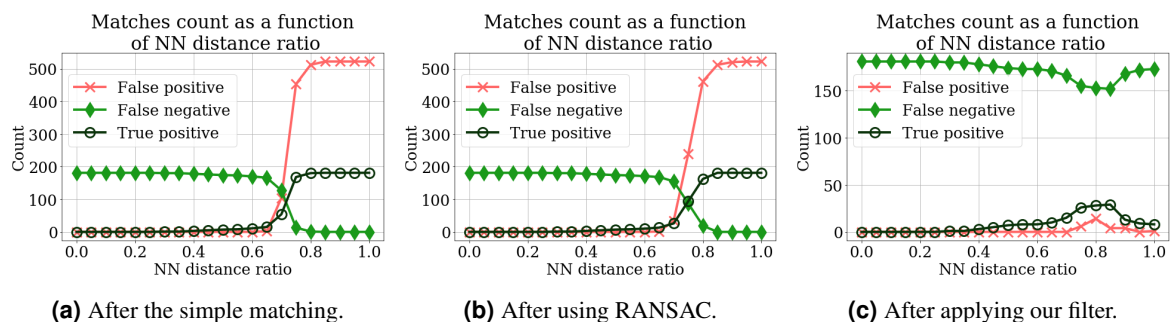 Matches count as a function
of NN distance ratio
Count
500
400
300
200
100
0
False positive
False negative
True positive
0.0 0.2 0.4 0.6 0.8 1.0
NN distance ratio
(a) After the simple matching.
Matches count as a function
of NN distance ratio
Count
500
400
300
200
100
0
False positive
False negative
True positive
0.0 0.2 0.4 0.6 0.8 1.0
NN distance ratio
(b) After using RANSAC.
Matches count as a function
of NN distance ratio
Count
150
100
50
0
False positive
False negative
True positive
0.0 0.2 0.4 0.6 0.8 1.0
NN distance ratio
(c) After applying our filter.